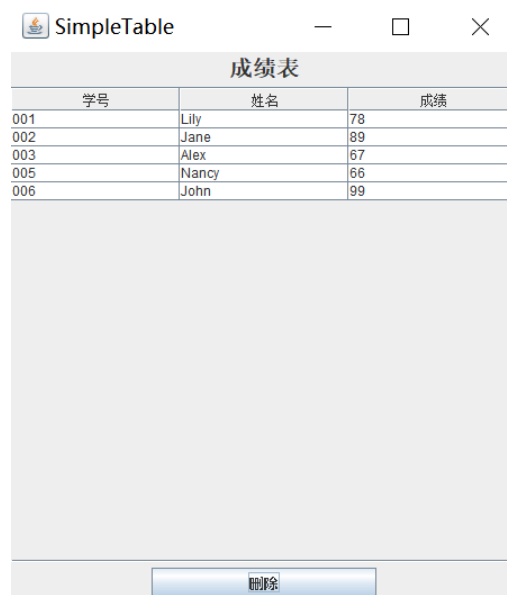 SimpleTable
成绩表
学号 姓名 成绩
001 Lily 78
002 Jane 89
003 Alex 67
005 Nancy 66
006 John 99
删除